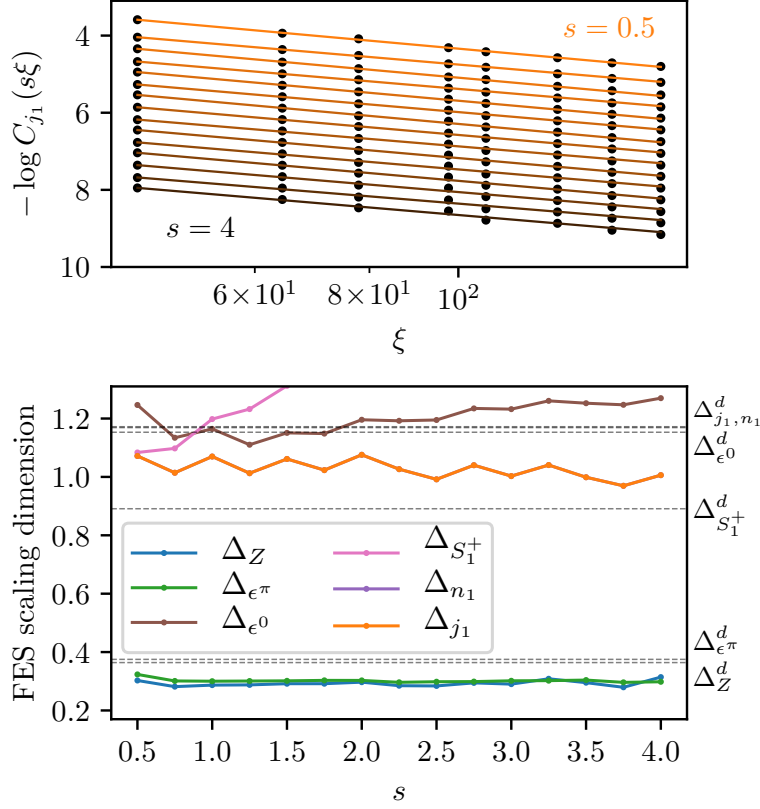 4
6
8
10
− log C_{j_1}(sξ)
s = 0.5
s = 4
6×10^1
8×10^1
10^2
ξ
1.2
1.0
0.8
0.6
0.4
0.2
FES scaling dimension
Δ_Z
Δ_{ϵ^π}
Δ_{ϵ^0}
Δ_{S_1^+}
Δ_{n_1}
Δ_{j_1}
Δ^d_{j_1,n_1}
Δ^d_{ϵ^0}
Δ^d_{S_1^+}
Δ^d_{ϵ^π}
Δ^d_Z
0.5 1.0 1.5 2.0 2.5 3.0 3.5 4.0
s